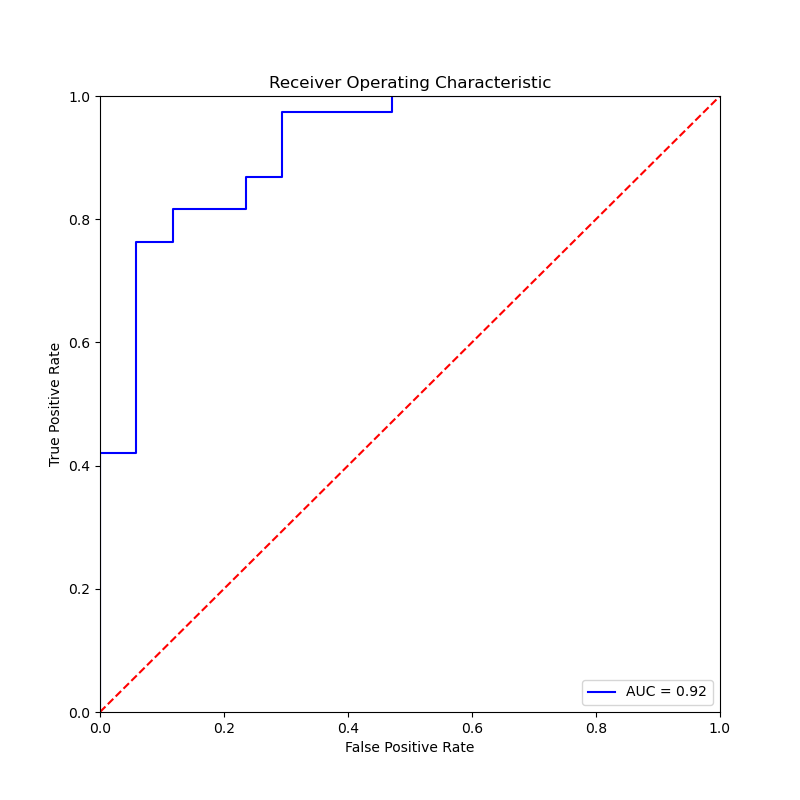 Receiver Operating Characteristic
1.0
0.8
0.6
0.4
0.2
0.0
True Positive Rate
AUC = 0.92
0.0 0.2 0.4 0.6 0.8 1.0
False Positive Rate